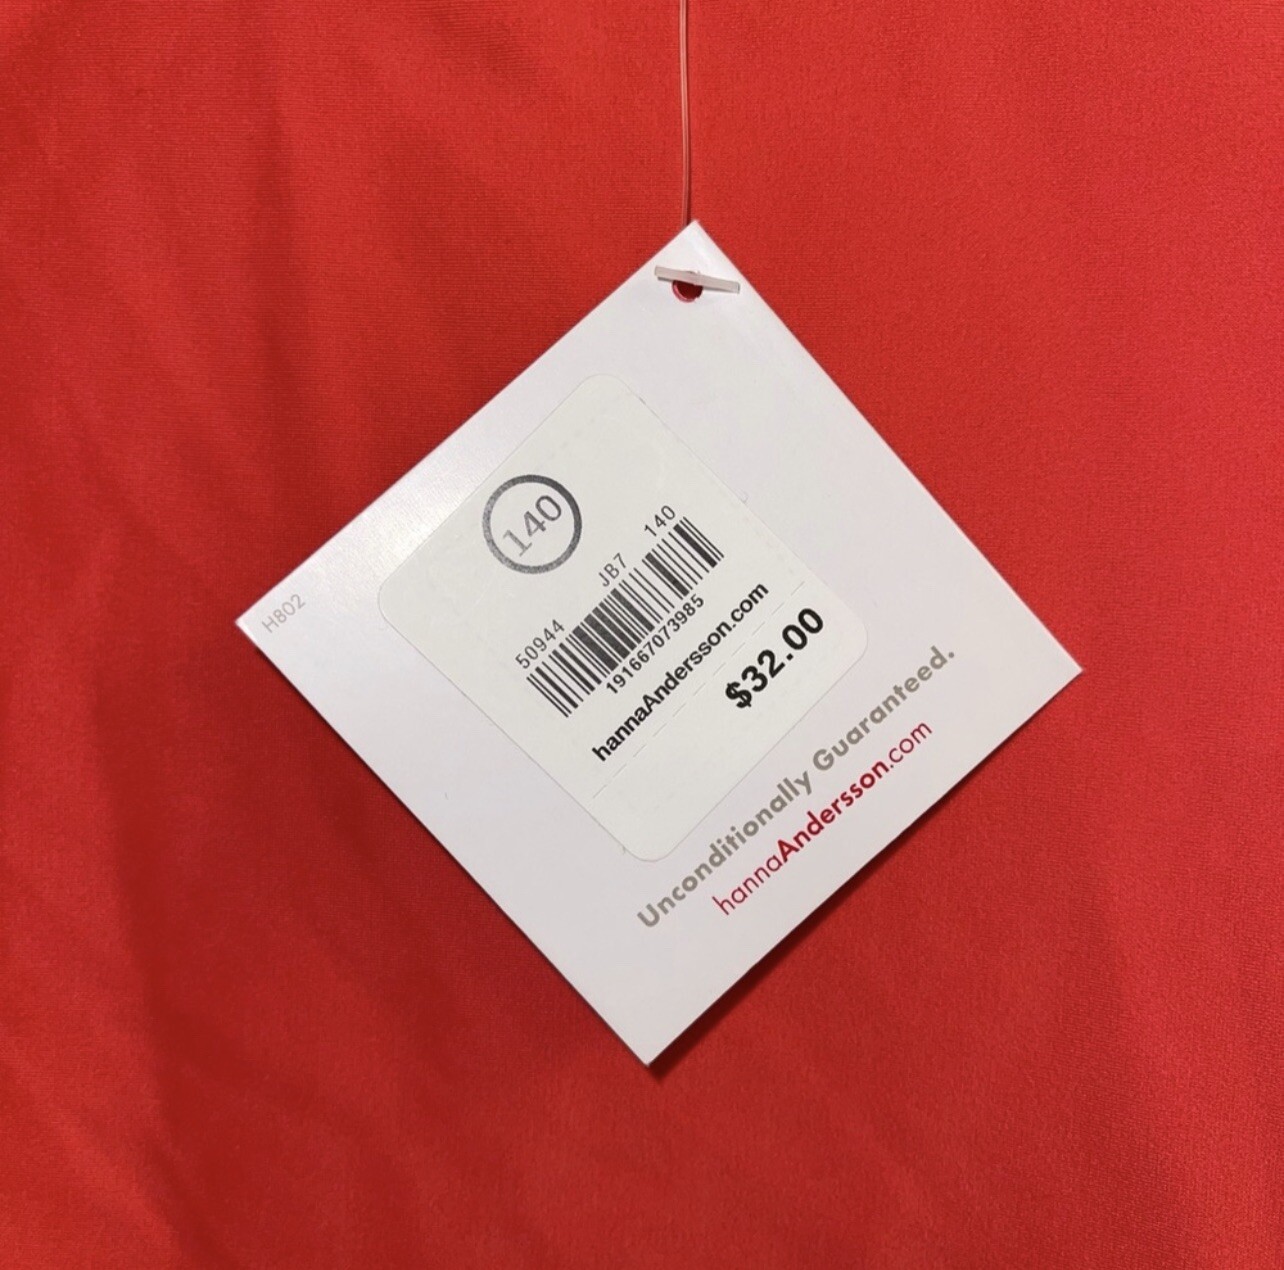 140
50944 JB7 140
191667073985
hannaAndersson.com
$32.00
H802
Unconditionally Guaranteed.
hannaAndersson.com